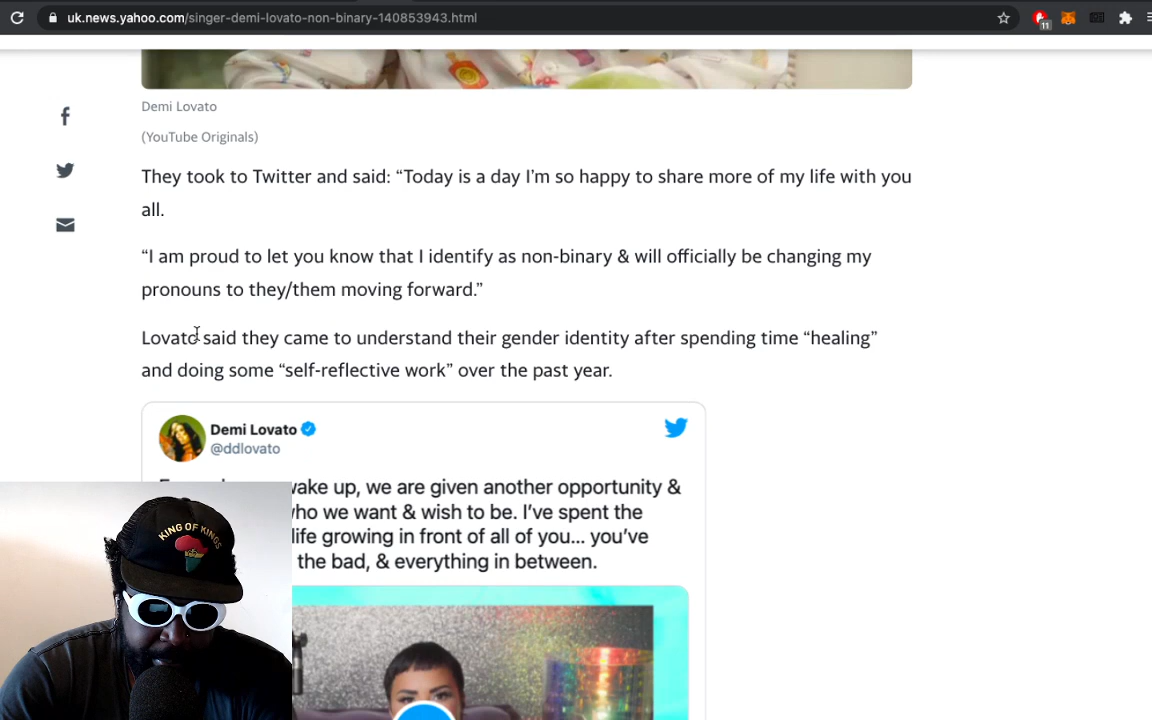 uk.news.yahoo.com/singer-demi-lovato-non-binary-140853943.html
11
Demi Lovato
(YouTube Originals)
They took to Twitter and said: “Today is a day I’m so happy to share more of my life with you
all.
“I am proud to let you know that I identify as non-binary & will officially be changing my
pronouns to they/them moving forward.”
Lovato said they came to understand their gender identity after spending time “healing”
and doing some “self-reflective work” over the past year.
Demi Lovato
@ddlovato
wake up, we are given another opportunity &
who we want & wish to be. I’ve spent the
life growing in front of all of you... you’ve
the bad, & everything in between.
KING OF KINGS